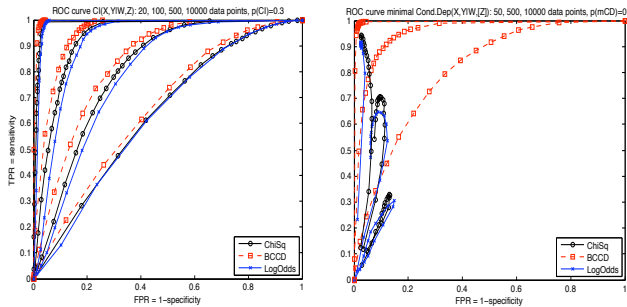 ROC curve CI(X,Y|W,Z): 20, 100, 500, 10000 data points, p(CI)=0.3
1
0.9
0.8
0.7
0.6
0.5
0.4
0.3
0.2
0.1
0
TPR = sensitivity
0 0.2 0.4 0.6 0.8 1
FPR = 1-specificity
ChiSq
BCCD
LogOdds
ROC curve minimal Cond.Dep(X,Y|W,[Z]): 50, 500, 10000 data points, p(mCD)=0
1
0.9
0.8
0.7
0.6
0.5
0.4
0.3
0.2
0.1
0
0 0.2 0.4 0.6 0.8 1
FPR = 1-specificity
ChiSq
BCCD
LogOdds